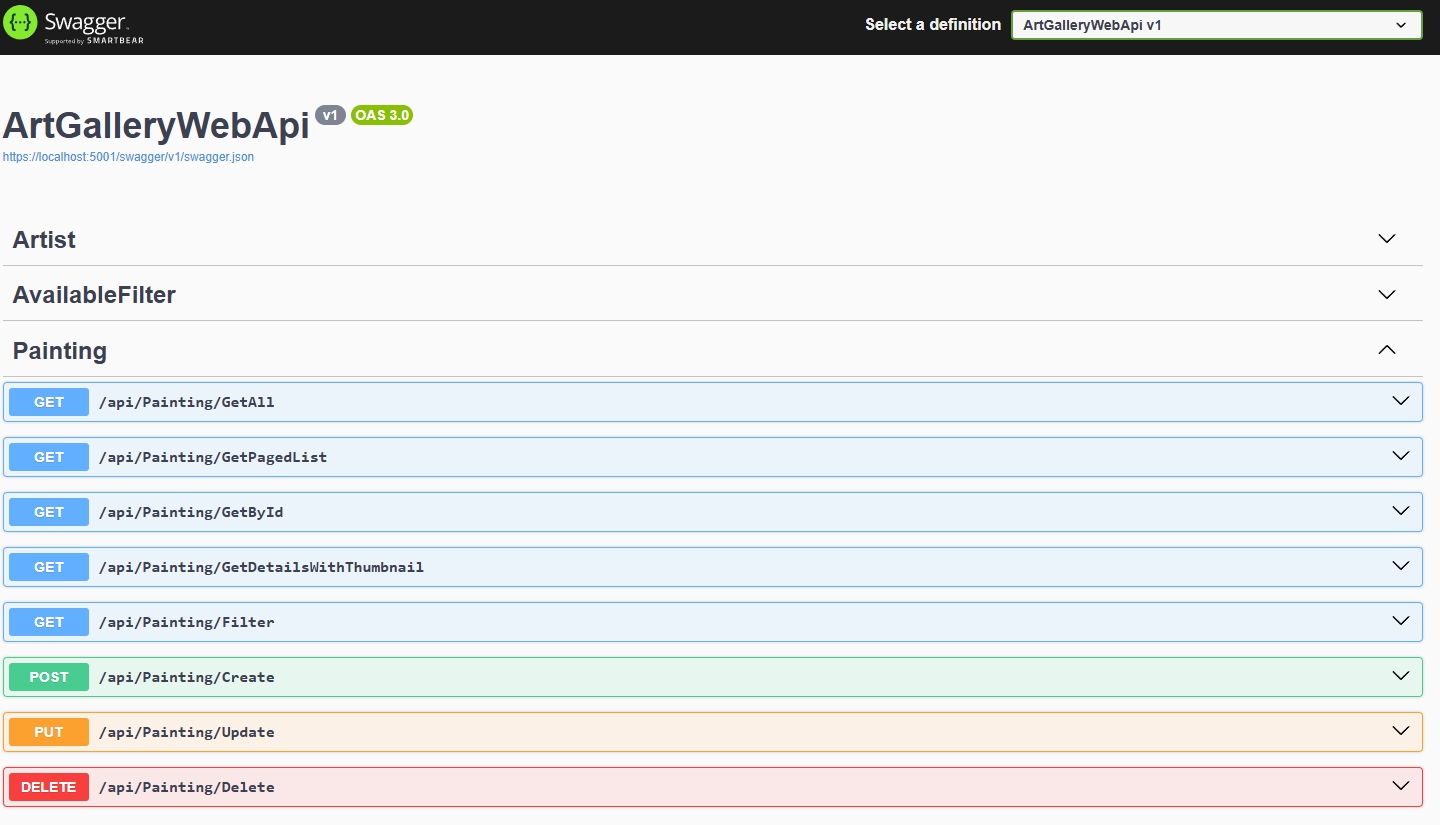 Swagger
Supported by SMARTBEAR
Select a definition
ArtGalleryWebApi v1
ArtGalleryWebApi v1 OAS 3.0
https://localhost:5001/swagger/v1/swagger.json
Artist
AvailableFilter
Painting
GET /api/Painting/GetAll
GET /api/Painting/GetPagedList
GET /api/Painting/GetById
GET /api/Painting/GetDetailsWithThumbnail
GET /api/Painting/Filter
POST /api/Painting/Create
PUT /api/Painting/Update
DELETE /api/Painting/Delete